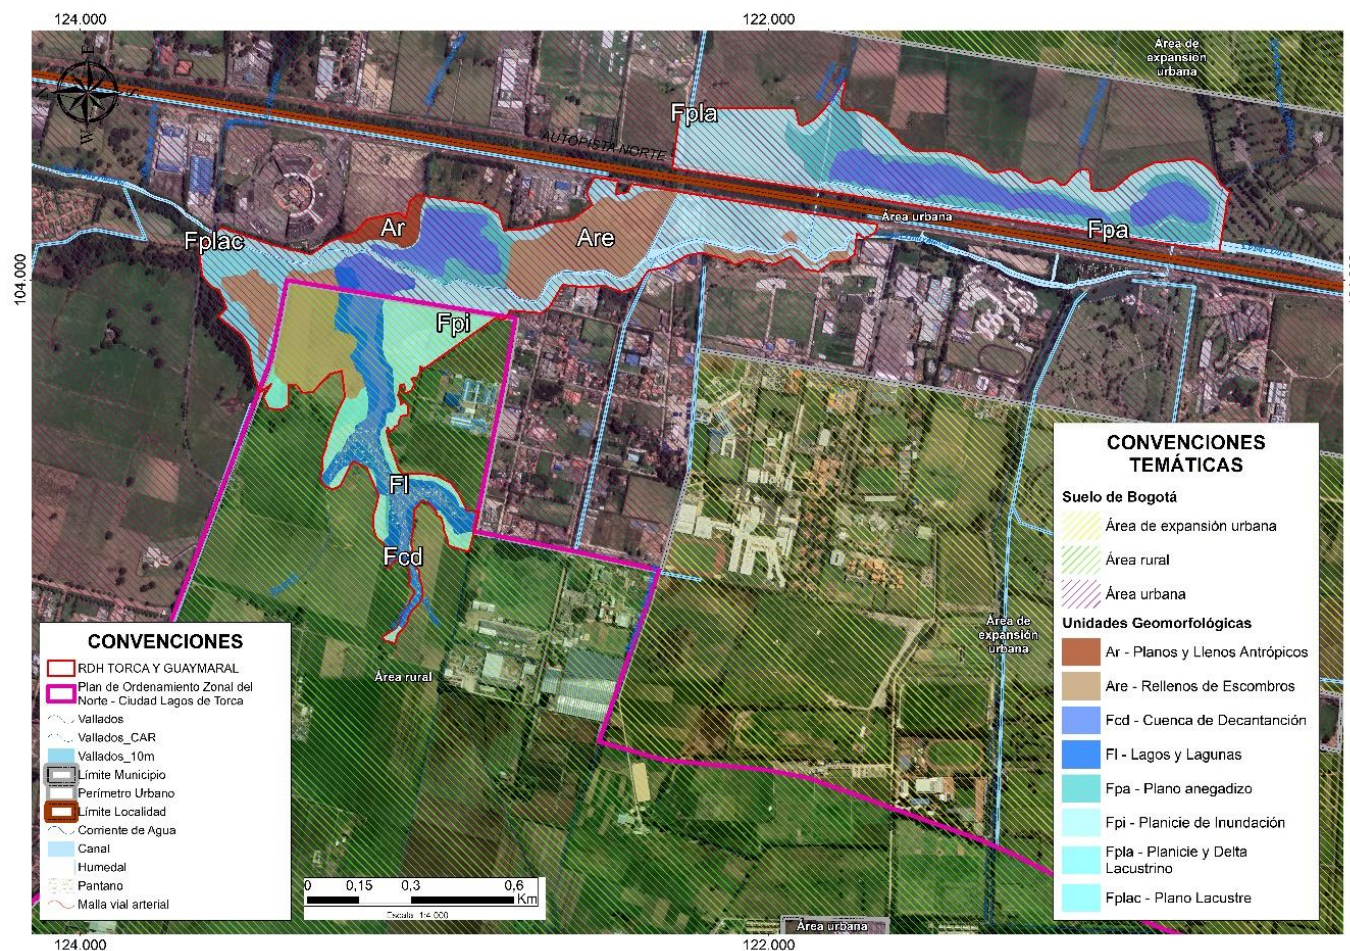 124.000
122.000
Área de
expansión
urbana
E
Fpla
AUTOPISTA NORTE
W
Ar
Área urbana
Fplac
Are
Fpa
104.000
Fpi
Fl
Fcd
Área rural
Área de
expansión
urbana
CONVENCIONES
TEMÁTICAS
Suelo de Bogotá
Área de expansión urbana
Área rural
Área urbana
Unidades Geomorfológicas
Ar - Planos y Llenos Antrópicos
Are - Rellenos de Escombros
Fcd - Cuenca de Decantanción
Fl - Lagos y Lagunas
Fpa - Plano anegadizo
Fpi - Planicie de Inundación
Fpla - Planicie y Delta
Lacustrino
Fplac - Plano Lacustre
CONVENCIONES
RDH TORCA Y GUAYMARAL
Plan de Ordenamiento Zonal del
Norte - Ciudad Lagos de Torca
Vallados
Vallados_CAR
Vallados_10m
Límite Municipio
Perímetro Urbano
Límite Localidad
Corriente de Agua
Canal
Humedal
Pantano
Malla vial arterial
0 0,15 0,3 0,6
Km
Escala 1:4.000
Área urbana
124.000
122.000